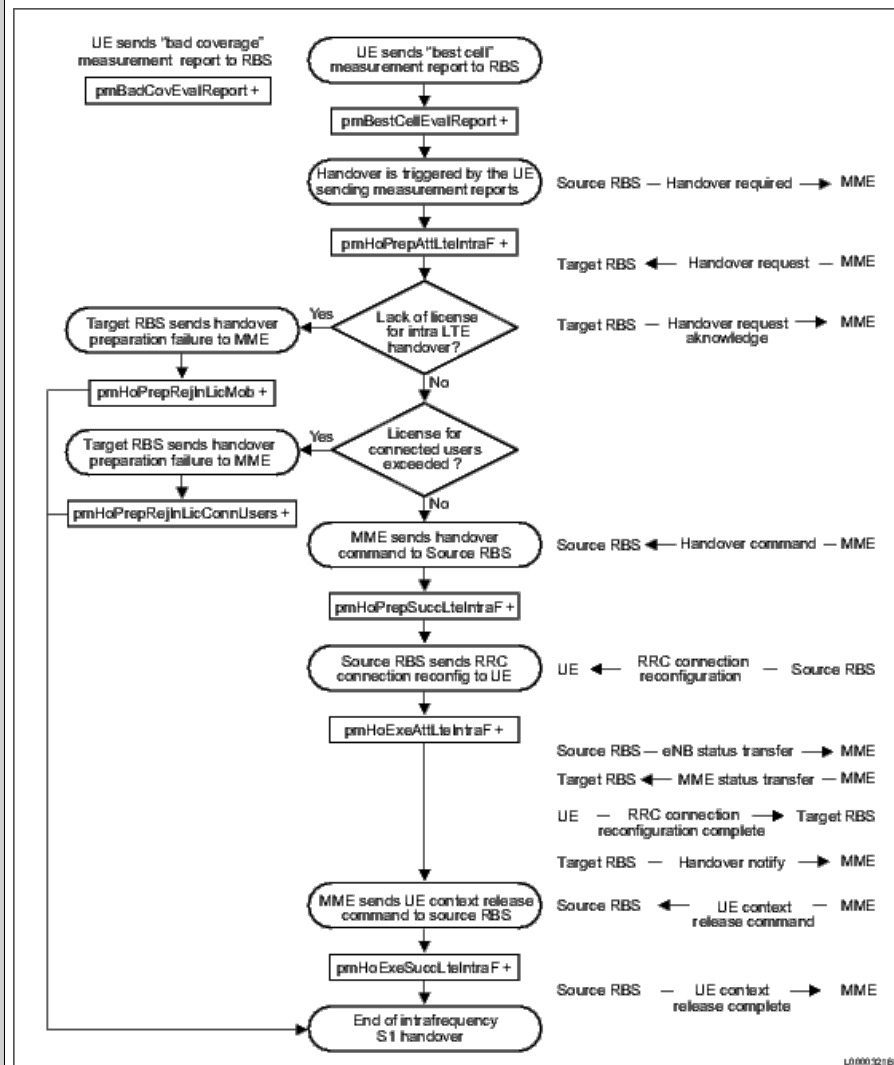 UE sends "bad coverage"
measurement report to RBS
pmBadCovEvalReport +
UE sends "best cell"
measurement report to RBS
pmBestCellEvalReport +
Handover is triggered by the UE
sending measurement reports
Source RBS — Handover required → MME
pmHoPrepAttLteIntraF +
Target RBS ← Handover request — MME
Lack of license
for intra LTE
handover?
Yes
No
Target RBS sends handover
preparation failure to MME
Target RBS — Handover request → MME
aknowledge
pmHoPrepRejInLicMob +
License for
connected users
exceeded ?
Yes
No
Target RBS sends handover
preparation failure to MME
pmHoPrepRejInLicConnUsers +
MME sends handover
command to Source RBS
Source RBS ← Handover command — MME
pmHoPrepSuccLteIntraF +
Source RBS sends RRC
connection reconfig to UE
UE ← RRC connection — Source RBS
reconfiguration
pmHoExeAttLteIntraF +
Source RBS — eNB status transfer → MME
Target RBS ← MME status transfer — MME
UE — RRC connection → Target RBS
reconfiguration complete
Target RBS — Handover notify → MME
MME sends UE context release
command to source RBS
Source RBS ← UE context — MME
release command
pmHoExeSuccLteIntraF +
Source RBS — UE context → MME
release complete
End of intrafrequency
S1 handover